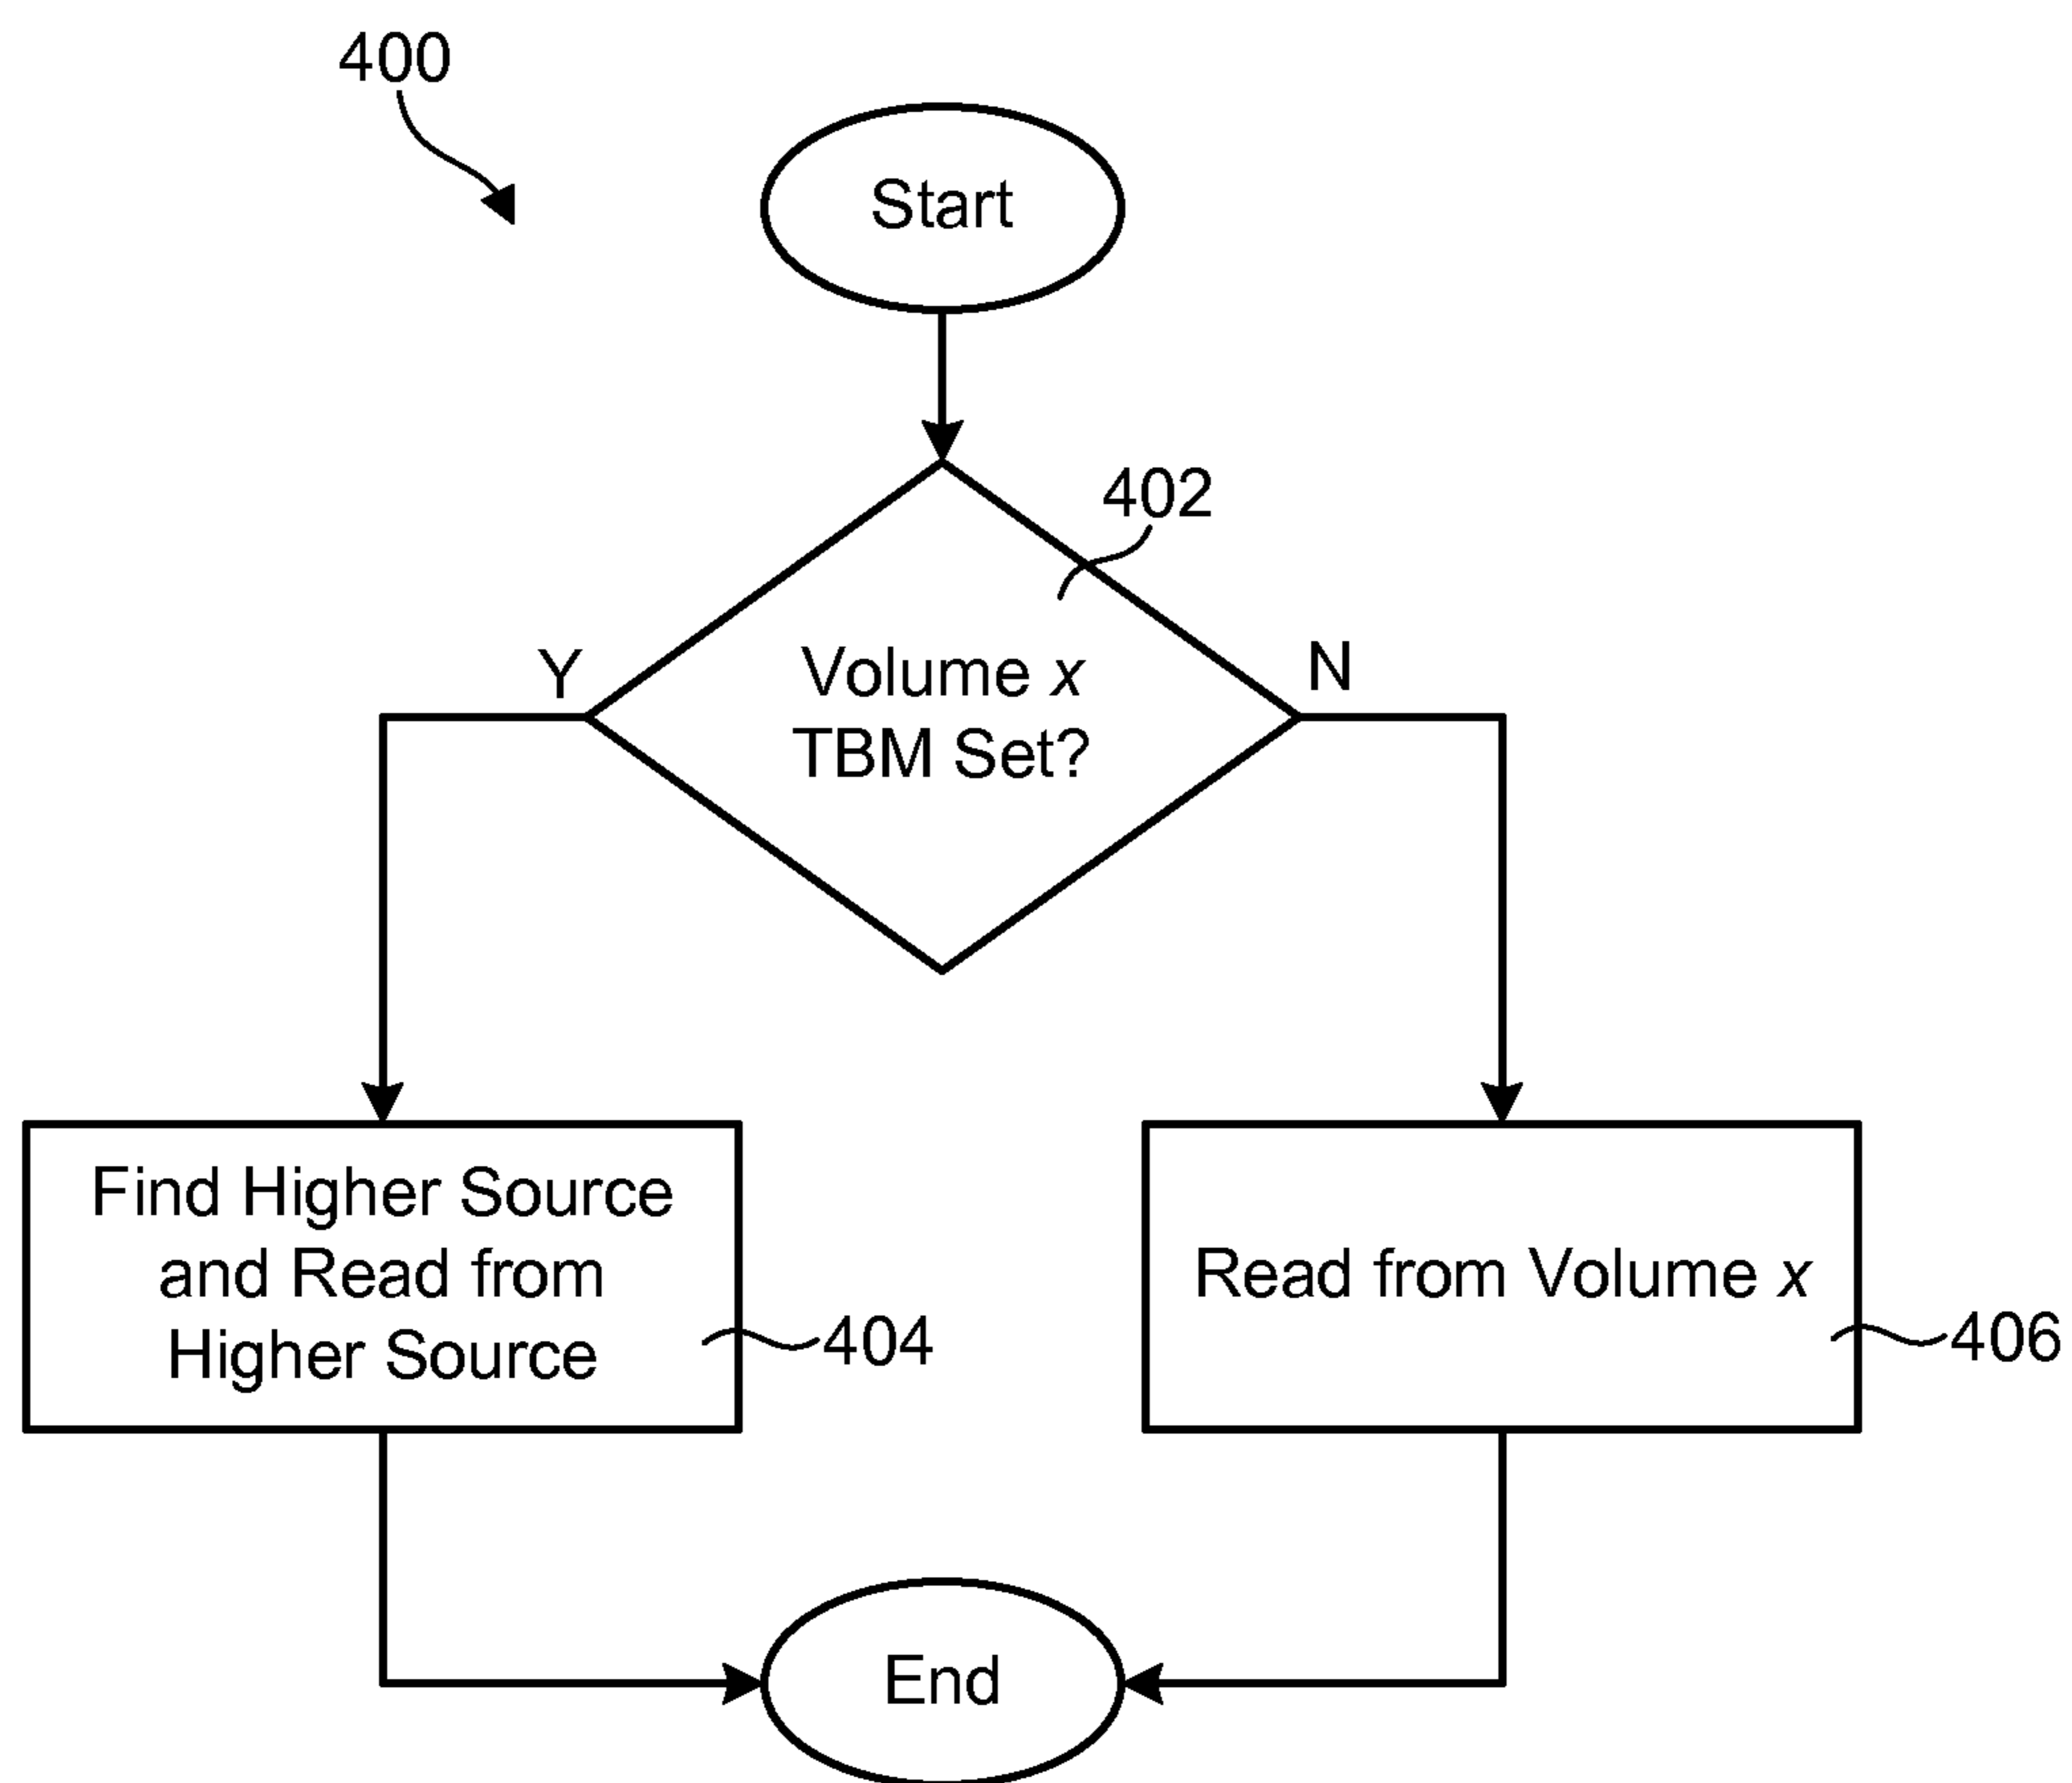 400
Start
402
Y
N
Volume x
TBM Set?
Find Higher Source
and Read from
Higher Source
404
Read from Volume x
406
End